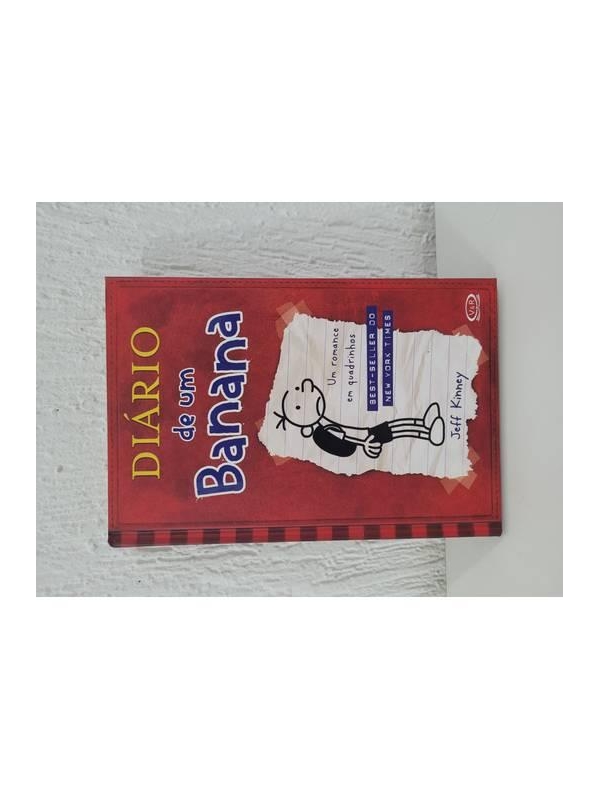 DIÁRIO
de um
Banana
Um romance
em quadrinhos
BEST-SELLER DO
NEW YORK TIMES
Jeff Kinney
V&R